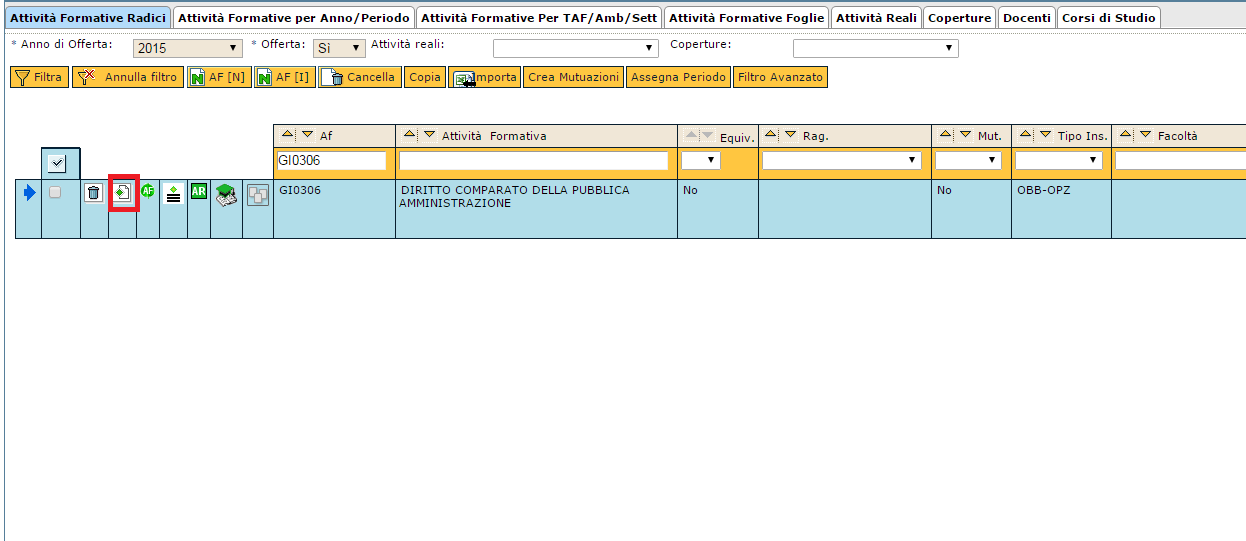 Attività Formative Radici Attività Formative per Anno/Periodo Attività Formative Per TAF/Amb/Sett Attività Formative Foglie Attività Reali Coperture Docenti Corsi di Studio
* Anno di Offerta: 2015 * Offerta: Sì Attività reali: Coperture:
Filtra Annulla filtro N AF [N] N AF [I] Cancella Copia Importa Crea Mutuazioni Assegna Periodo Filtro Avanzato
Af Attività Formativa Equiv. Rag. Mut. Tipo Ins. Facoltà
GI0306
AF AR GI0306 DIRITTO COMPARATO DELLA PUBBLICA No No OBB-OPZ
AMMINISTRAZIONE